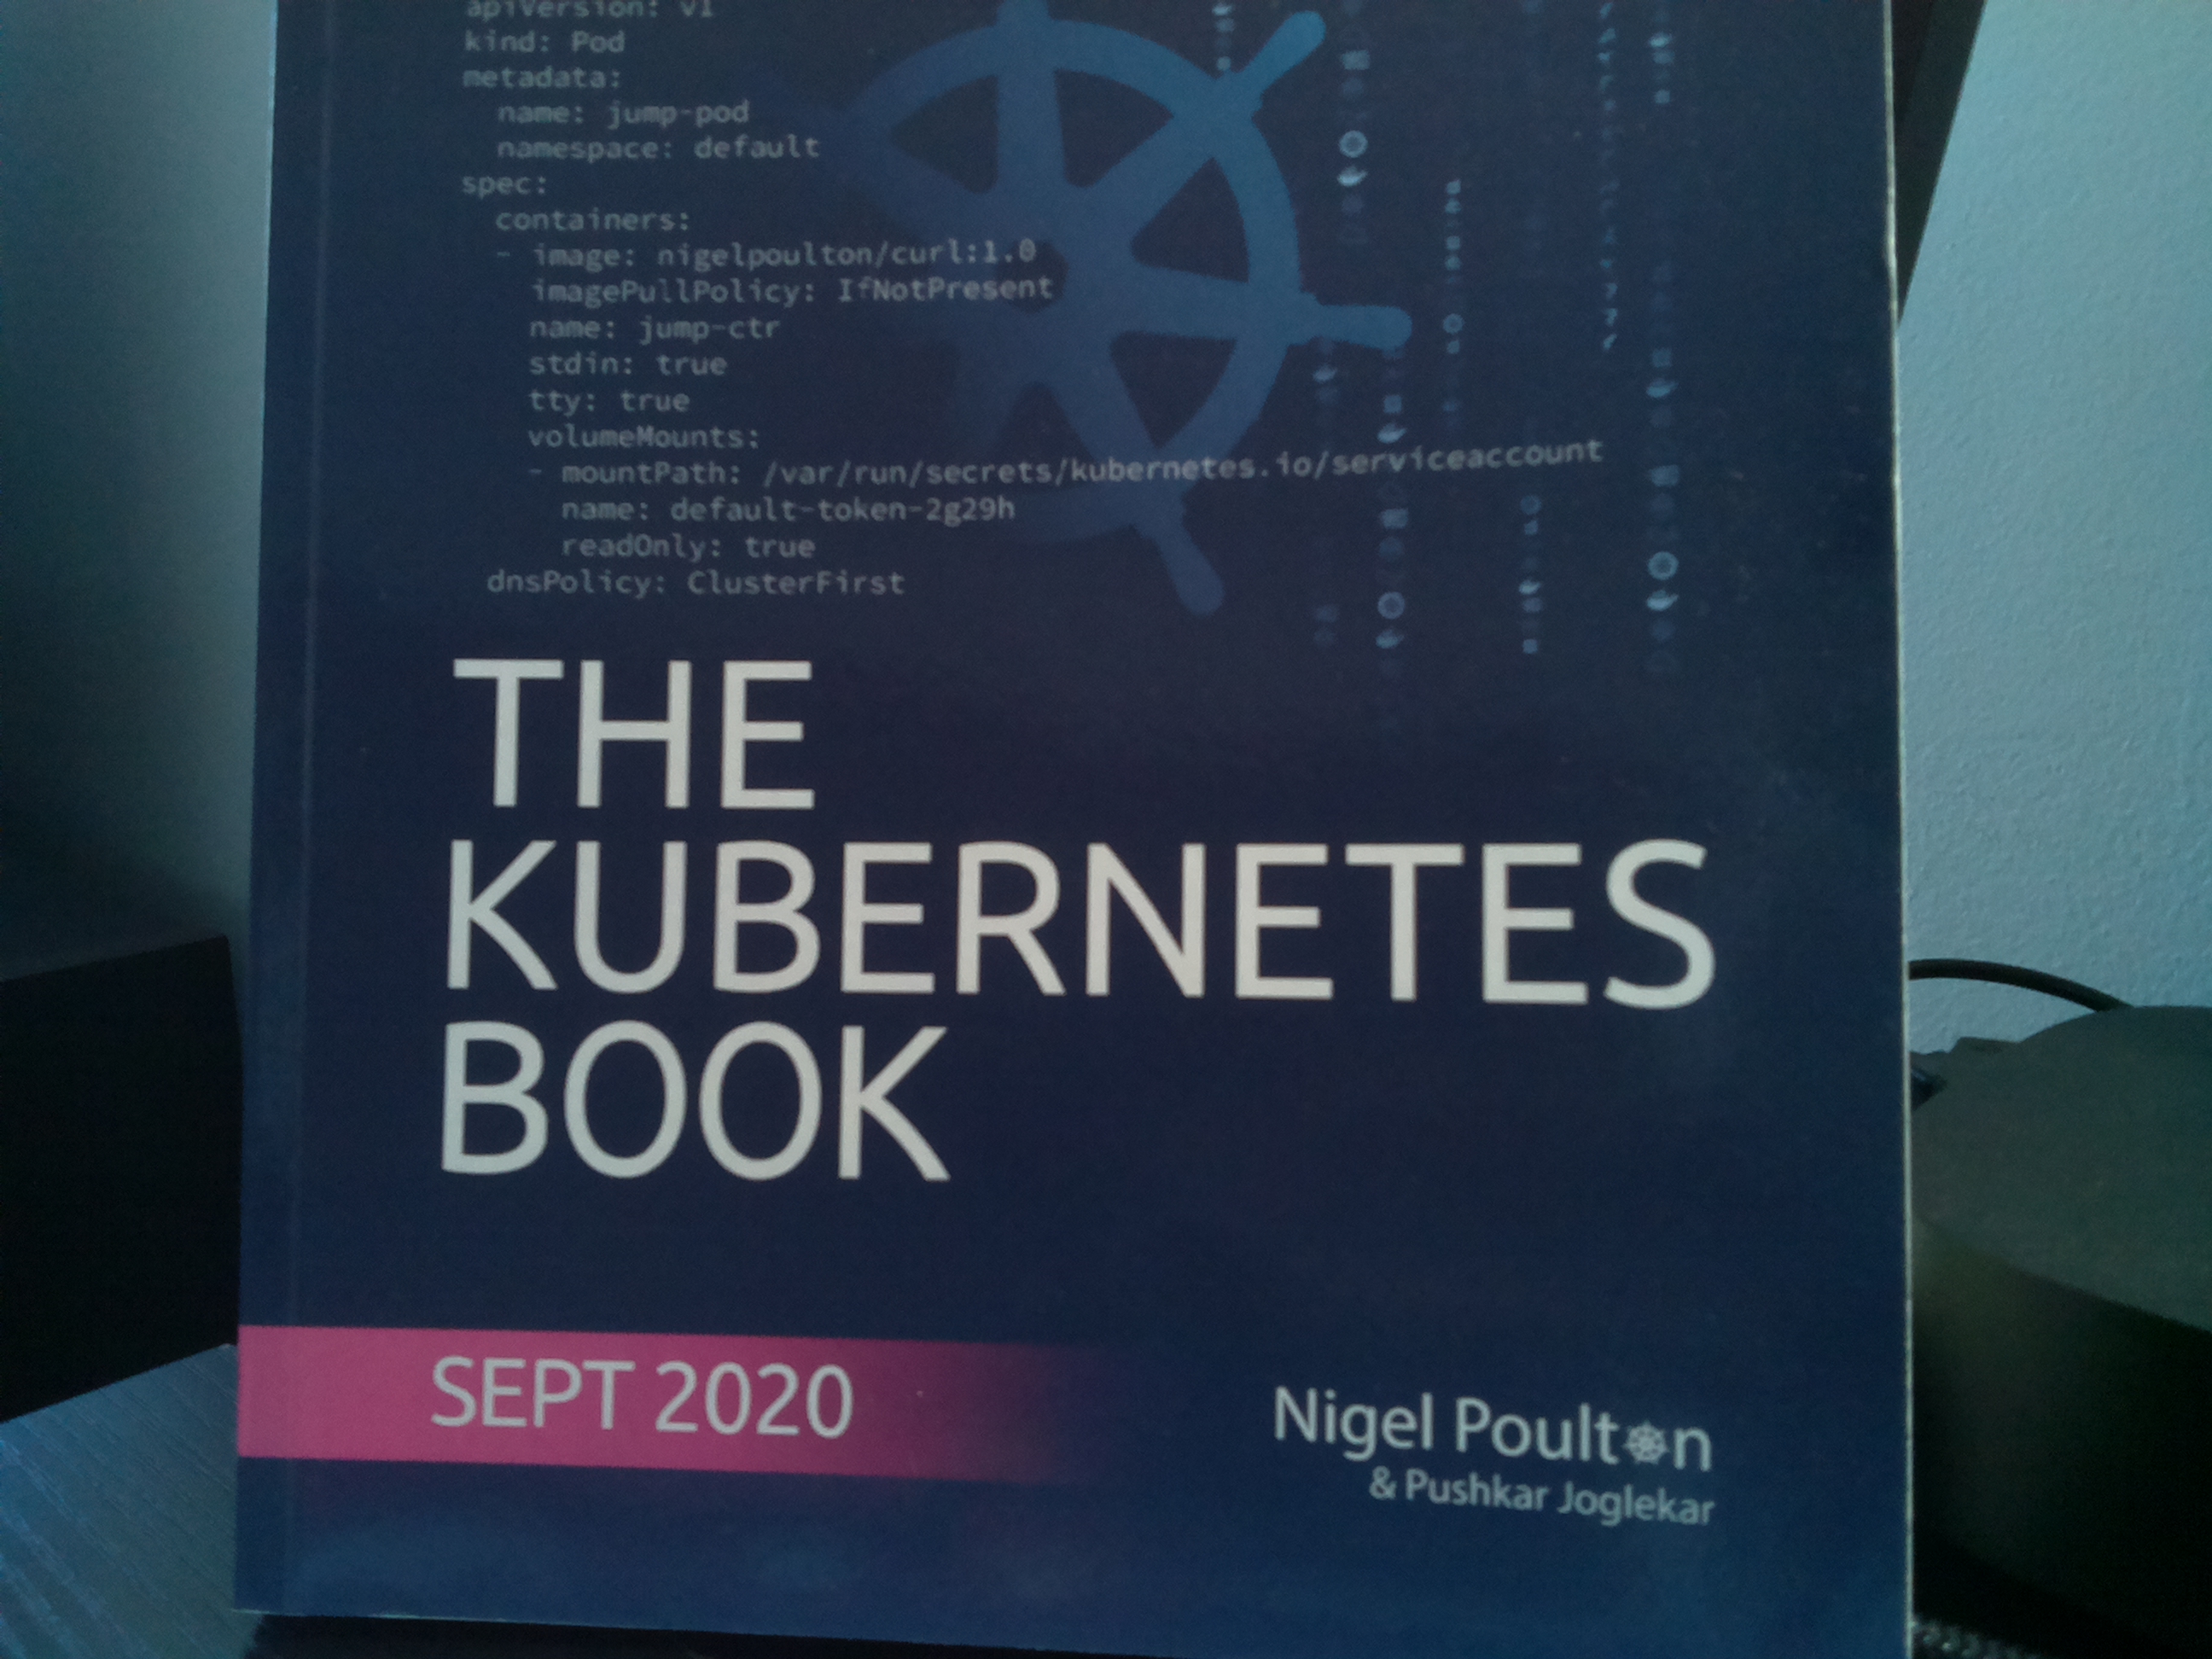 apiVersion: v1
kind: Pod
metadata:
  name: jump-pod
  namespace: default
spec:
  containers:
  - image: nigelpoulton/curl:1.0
    imagePullPolicy: IfNotPresent
    name: jump-ctr
    stdin: true
    tty: true
    volumeMounts:
    - mountPath: /var/run/secrets/kubernetes.io/serviceaccount
      name: default-token-2g29h
      readOnly: true
  dnsPolicy: ClusterFirst
THE
KUBERNETES
BOOK
SEPT 2020
Nigel Poulton
& Pushkar Joglekar